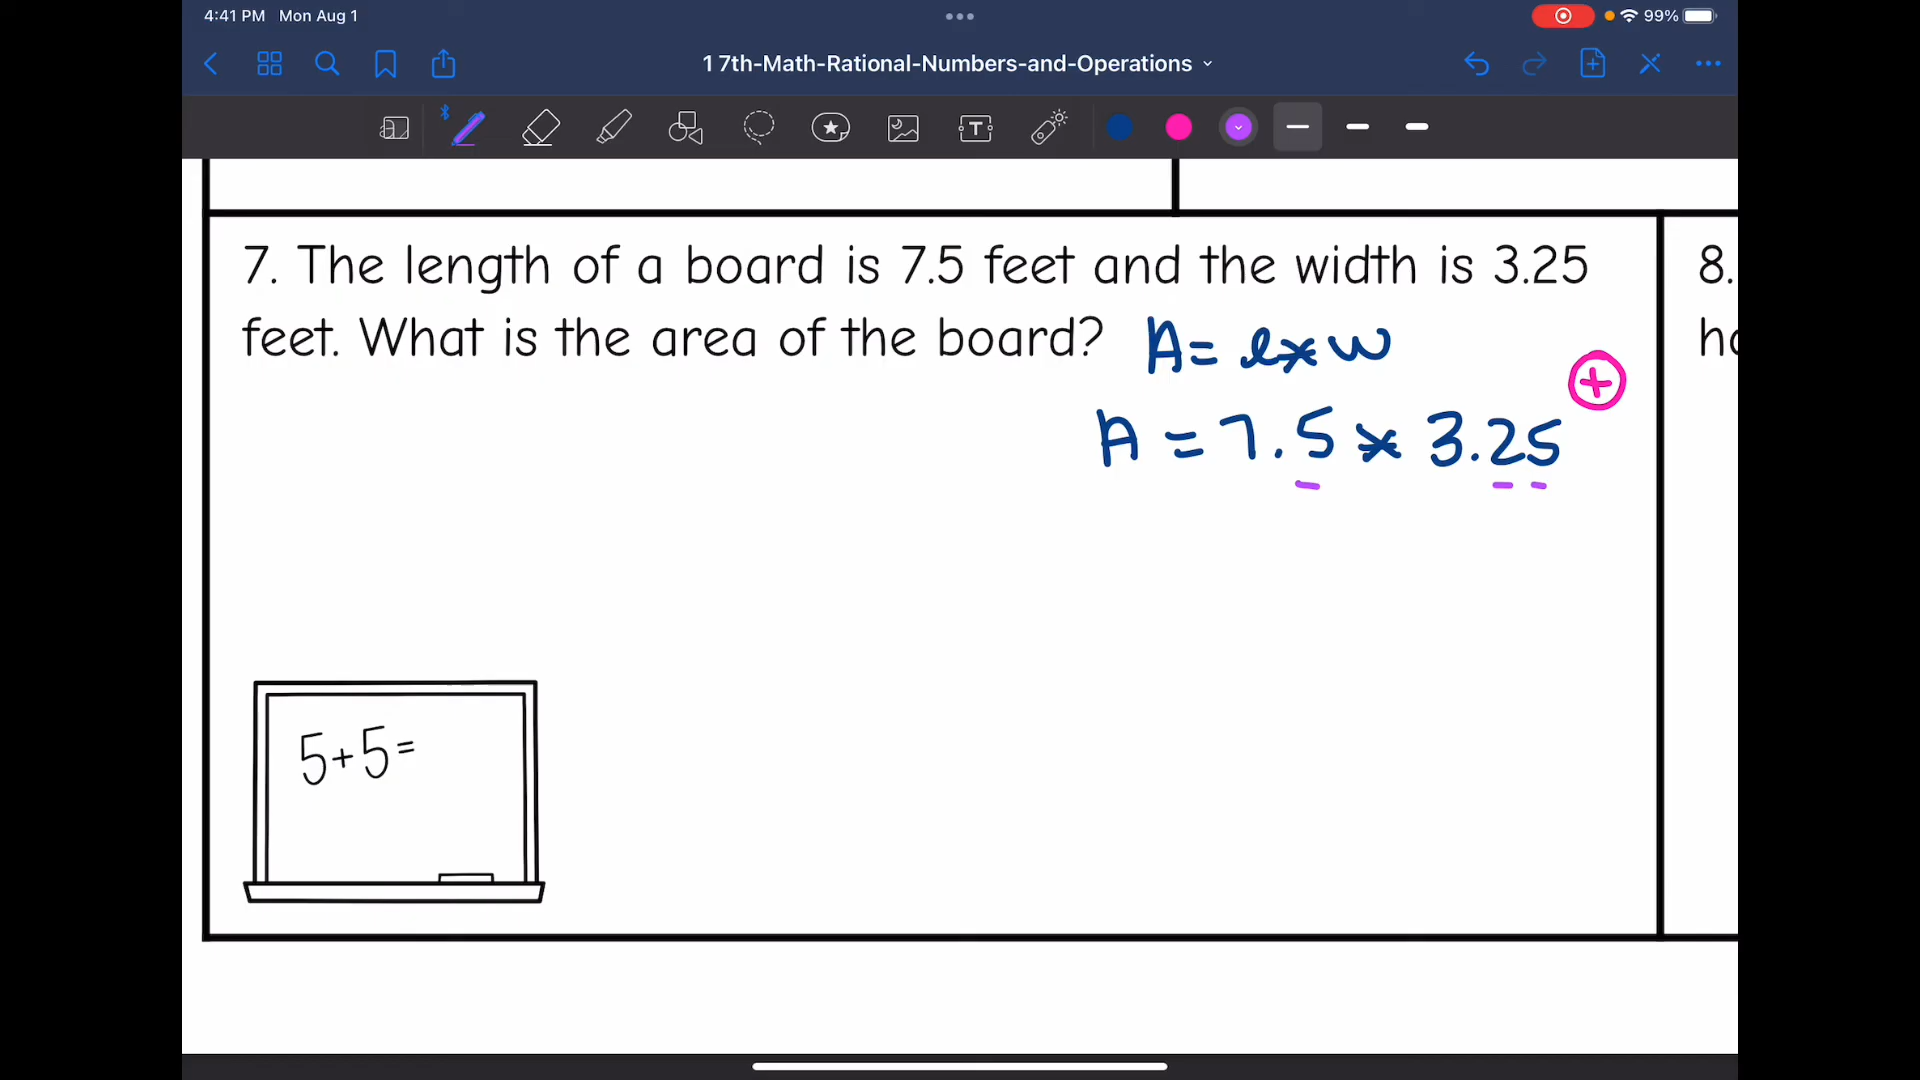 4:41 PM Mon Aug 1
99%
1 7th-Math-Rational-Numbers-and-Operations
7. The length of a board is 7.5 feet and the width is 3.25
feet. What is the area of the board?
A = l * w
+
A = 7.5 * 3.25
5+5=
8.